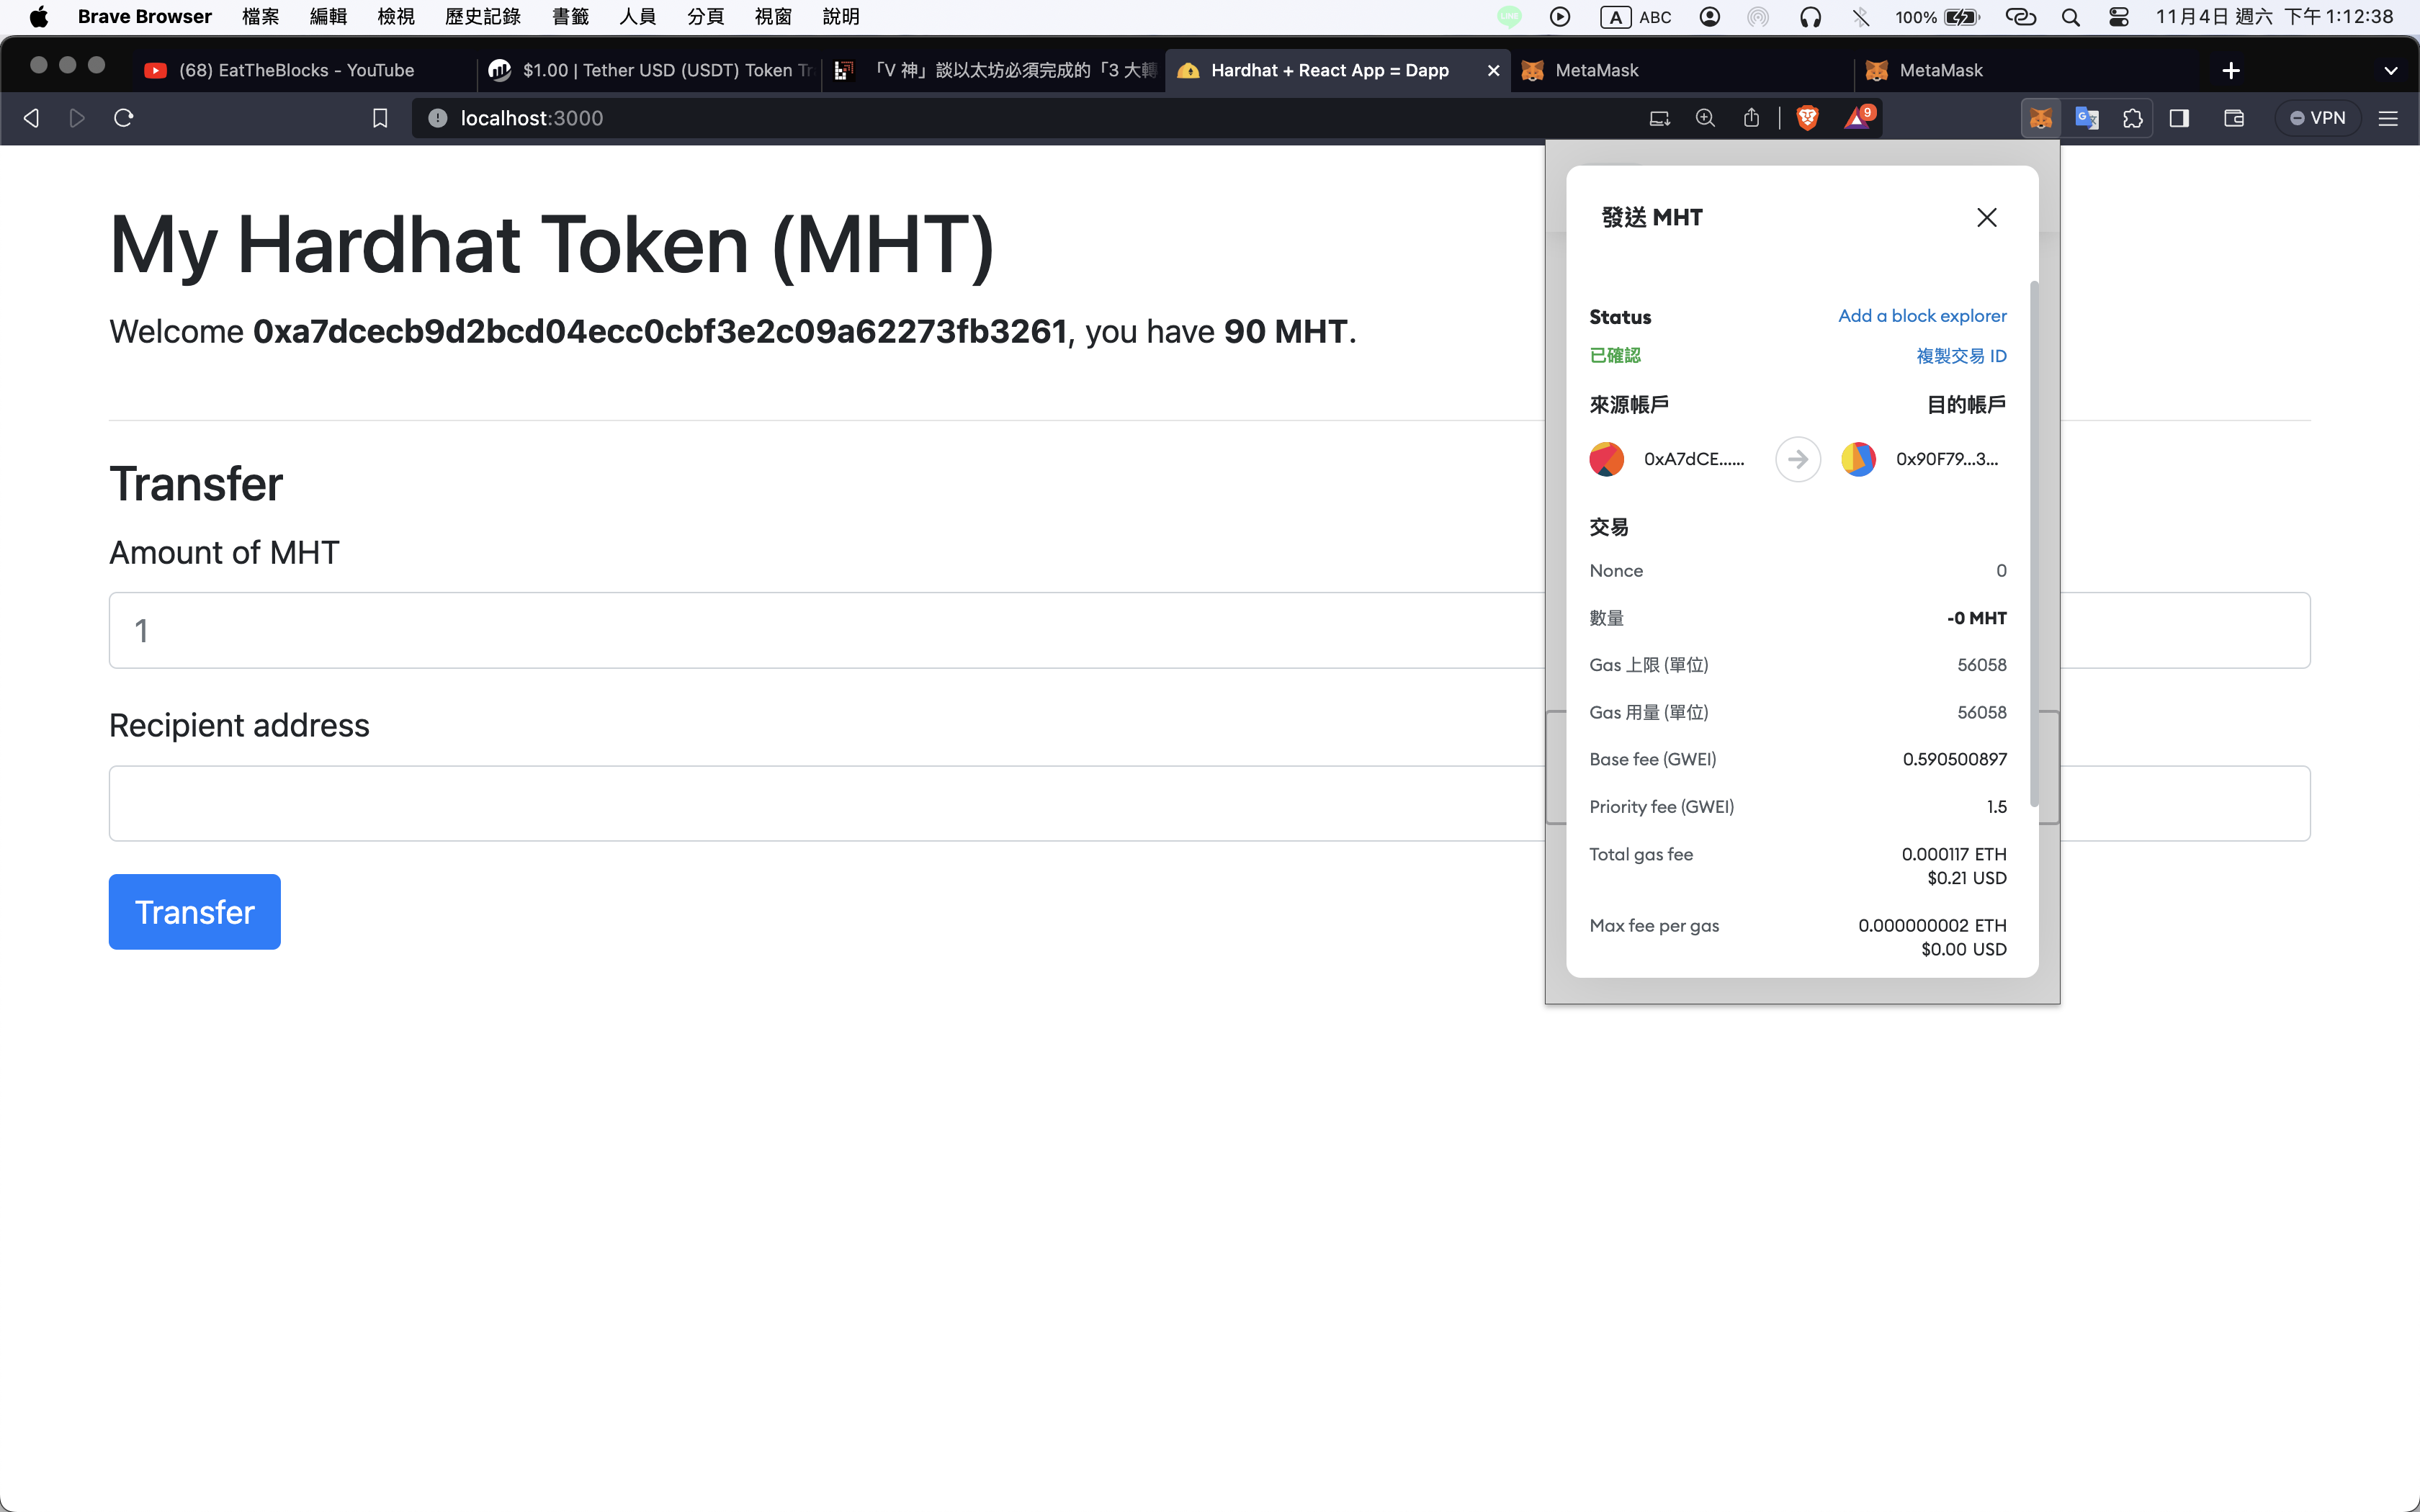 Brave Browser 檔案 編輯 檢視 歷史記錄 書籤 人員 分頁 視窗 說明 LINE A ABC 100% 11月4日 週六 下午 1:12:38
(68) EatTheBlocks - YouTube $1.00 | Tether USD (USDT) Token Tr 「V 神」談以太坊必須完成的「3 大轉 Hardhat + React App = Dapp MetaMask MetaMask
localhost:3000 9 VPN
My Hardhat Token (MHT)
Welcome 0xa7dcecb9d2bcd04ecc0cbf3e2c09a62273fb3261, you have 90 MHT.
Transfer
Amount of MHT
1
Recipient address
Transfer
發送 MHT
Status Add a block explorer
已確認 複製交易 ID
來源帳戶 目的帳戶
0xA7dCE...... 0x90F79...3...
交易
Nonce 0
數量 -0 MHT
Gas 上限 (單位) 56058
Gas 用量 (單位) 56058
Base fee (GWEI) 0.590500897
Priority fee (GWEI) 1.5
Total gas fee 0.000117 ETH
$0.21 USD
Max fee per gas 0.000000002 ETH
$0.00 USD